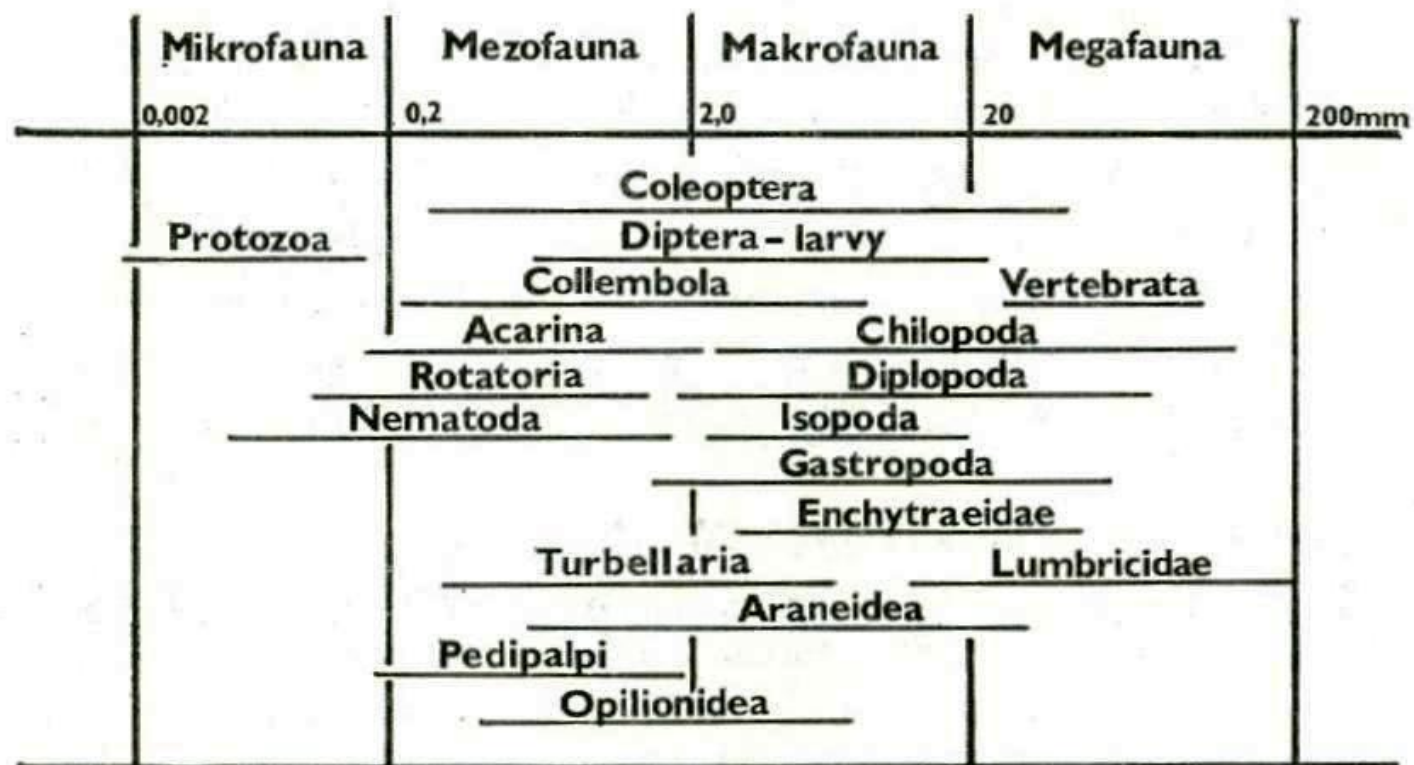 Mikrofauna Mezofauna Makrofauna Megafauna
0,002 0,2 2,0 20 200mm
Coleoptera
Protozoa Diptera – larvy
Collembola Vertebrata
Acarina Chilopoda
Rotatoria Diplopoda
Nematoda Isopoda
Gastropoda
Enchytraeidae
Turbellaria Lumbricidae
Araneidea
Pedipalpi
Opilionidea